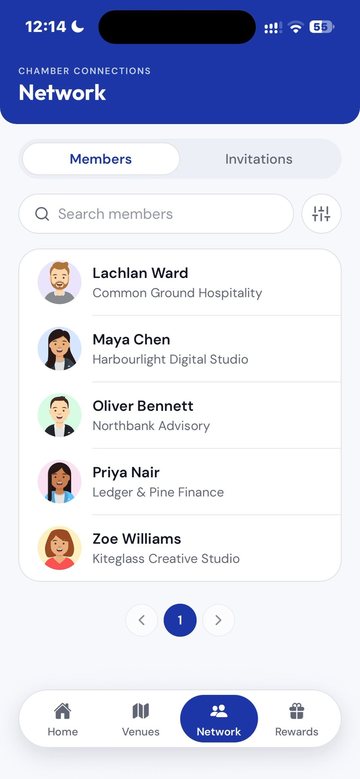 12:14
55
CHAMBER CONNECTIONS
Network
Members
Invitations
Search members
Lachlan Ward
Common Ground Hospitality
Maya Chen
Harbourlight Digital Studio
Oliver Bennett
Northbank Advisory
Priya Nair
Ledger & Pine Finance
Zoe Williams
Kiteglass Creative Studio
1
Home
Venues
Network
Rewards